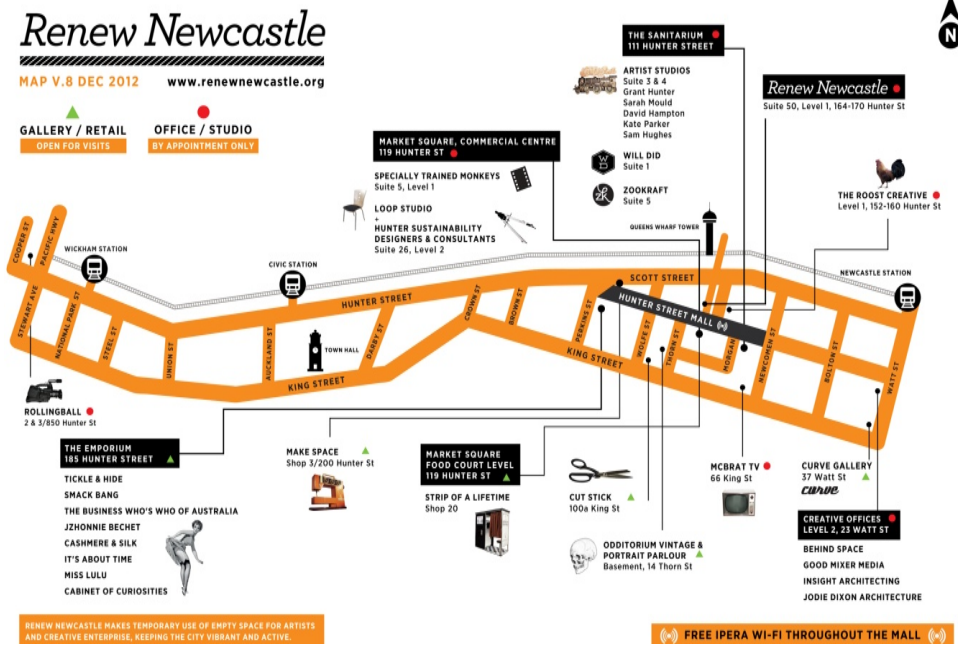 Renew Newcastle
MAP V.8 DEC 2012 www.renewnewcastle.org
GALLERY / RETAIL
OPEN FOR VISITS
OFFICE / STUDIO
BY APPOINTMENT ONLY
N
THE SANITARIUM
111 HUNTER STREET
ARTIST STUDIOS
Suite 3 & 4
Grant Hunter
Sarah Mould
David Hampton
Kate Parker
Sam Hughes
WILL DID
Suite 1
ZOOKRAFT
Suite 5
Renew Newcastle
Suite 50, Level 1, 164-170 Hunter St
MARKET SQUARE, COMMERCIAL CENTRE
119 HUNTER ST
SPECIALLY TRAINED MONKEYS
Suite 5, Level 1
LOOP STUDIO
+
HUNTER SUSTAINABILITY
DESIGNERS & CONSULTANTS
Suite 26, Level 2
THE ROOST CREATIVE
Level 1, 152-160 Hunter St
QUEENS WHARF TOWER
COOPER ST
PACIFIC HWY
WICKHAM STATION
CIVIC STATION
NEWCASTLE STATION
STEWART AVE
NATIONAL PARK ST
STEEL ST
UNION ST
AUCKLAND ST
TOWN HALL
DARBY ST
HUNTER STREET
KING STREET
CROWN ST
BROWN ST
PERKINS ST
SCOTT STREET
HUNTER STREET MALL
KING STREET
WOLFE ST
THORN ST
MORGAN
NEWCOMEN ST
BOLTON ST
WATT ST
ROLLINGBALL
2 & 3/850 Hunter St
THE EMPORIUM
185 HUNTER STREET
TICKLE & HIDE
SMACK BANG
THE BUSINESS WHO'S WHO OF AUSTRALIA
JZHONNIE BECHET
CASHMERE & SILK
IT'S ABOUT TIME
MISS LULU
CABINET OF CURIOSITIES
MAKE SPACE
Shop 3/200 Hunter St
MARKET SQUARE
FOOD COURT LEVEL
119 HUNTER ST
STRIP OF A LIFETIME
Shop 20
CUT STICK
100a King St
ODDITORIUM VINTAGE &
PORTRAIT PARLOUR
Basement, 14 Thorn St
MCBRAT TV
66 King St
CURVE GALLERY
37 Watt St
curve
CREATIVE OFFICES
LEVEL 2, 23 WATT ST
BEHIND SPACE
GOOD MIXER MEDIA
INSIGHT ARCHITECTING
JODIE DIXON ARCHITECTURE
RENEW NEWCASTLE MAKES TEMPORARY USE OF EMPTY SPACE FOR ARTISTS
AND CREATIVE ENTERPRISE, KEEPING THE CITY VIBRANT AND ACTIVE.
FREE IPERA WI-FI THROUGHOUT THE MALL